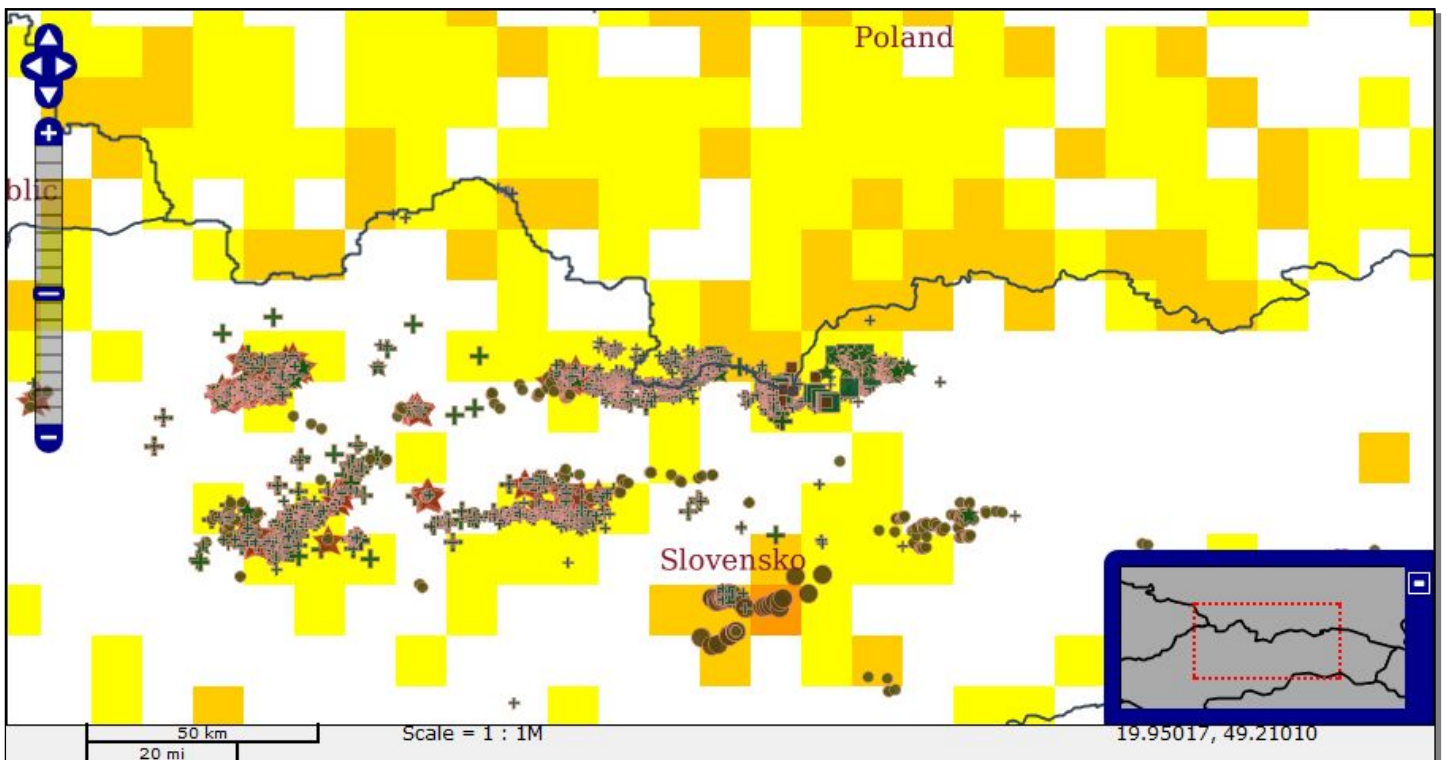 Poland
blic
Slovensko
50 km
20 mi
Scale = 1 : 1M
19.95017, 49.21010